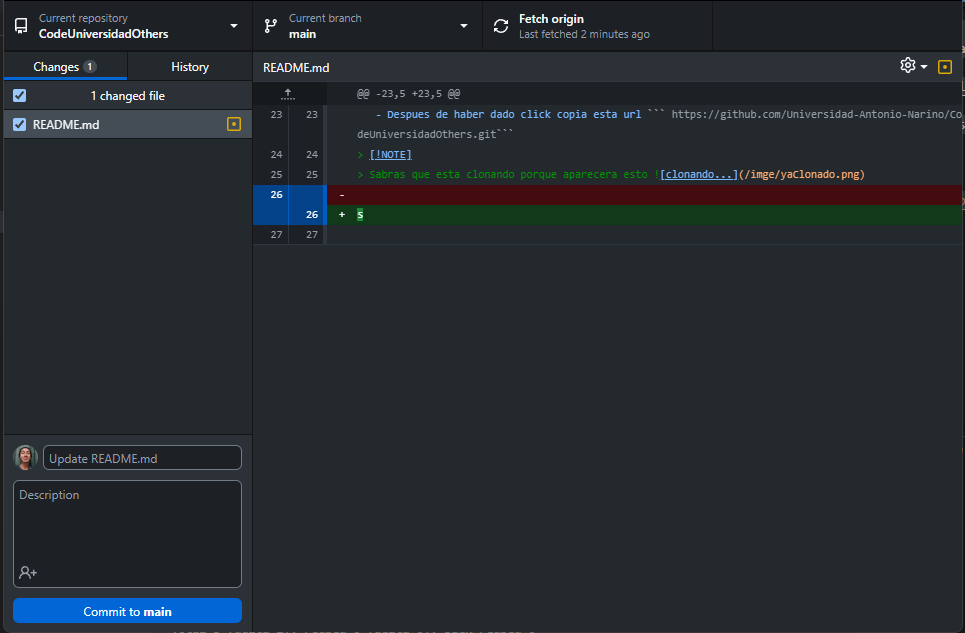 Current repository
CodeUniversidadOthers
Current branch
main
Fetch origin
Last fetched 2 minutes ago
Changes 1
History
README.md
1 changed file
README.md
@@ -23,5 +23,5 @@
23 23 - Despues de haber dado click copia esta url ``` https://github.com/Universidad-Antonio-Narino/Co
deUniversidadOthers.git```
24 24 > [!NOTE]
25 25 > Sabras que esta clonando porque aparecera esto ![clonando...](/imge/yaClonado.png)
26 -
26 + s
27 27
Update README.md
Description
Commit to main